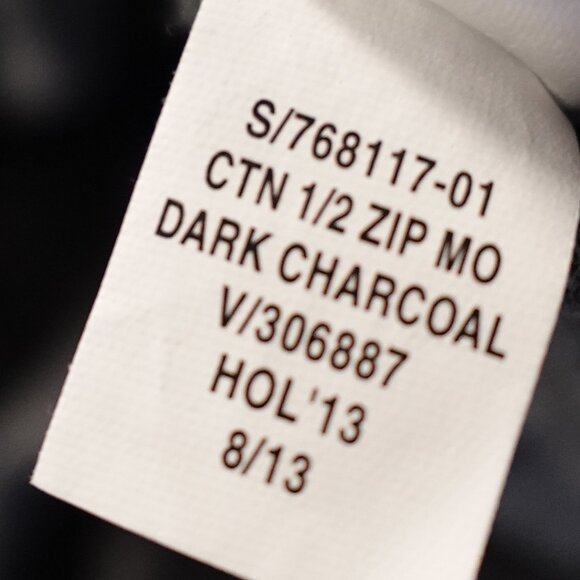 S/768117-01
CTN 1/2 ZIP MO
DARK CHARCOAL
V/306887
HOL '13
8/13